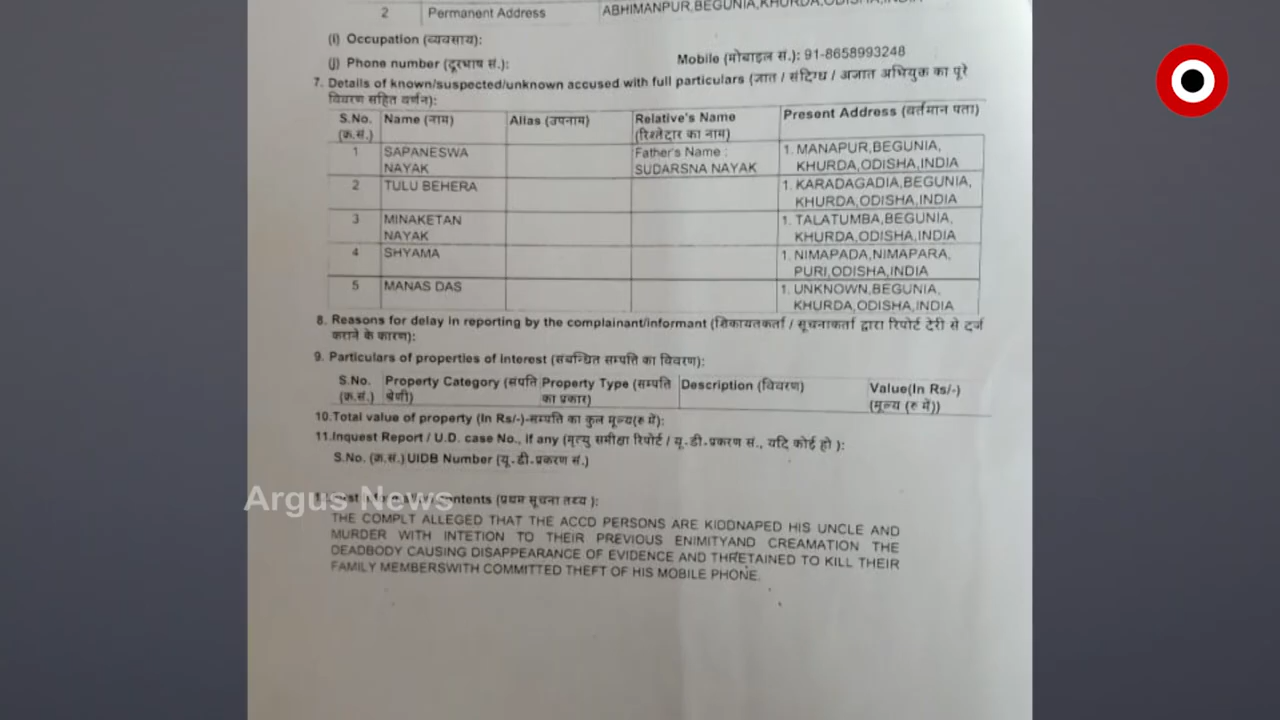 2 Permanent Address ABHIMANPUR,BEGUNIA,KHURDA,ODISHA,INDIA
(i) Occupation (व्यवसाय):
(j) Phone number (दूरभाष सं.): Mobile (मोबाइल सं.): 91-8658993248
7. Details of known/suspected/unknown accused with full particulars (ज्ञात / संदिग्ध / अज्ञात अभियुक्त का पूरे
विवरण सहित वर्णन):
S.No. Name (नाम) Alias (उपनाम) Relative's Name Present Address (वर्तमान पता)
(क्र.सं.) (रिश्तेदार का नाम)
1 SAPANESWA Father's Name : 1. MANAPUR,BEGUNIA,
NAYAK SUDARSNA NAYAK KHURDA,ODISHA,INDIA
2 TULU BEHERA 1. KARADAGADIA,BEGUNIA,
KHURDA,ODISHA,INDIA
3 MINAKETAN 1. TALATUMBA,BEGUNIA,
NAYAK KHURDA,ODISHA,INDIA
4 SHYAMA 1. NIMAPADA,NIMAPARA,
PURI,ODISHA,INDIA
5 MANAS DAS 1. UNKNOWN,BEGUNIA,
KHURDA,ODISHA,INDIA
8. Reasons for delay in reporting by the complainant/informant (शिकायतकर्ता / सूचनाकर्ता द्वारा रिपोर्ट देरी से दर्ज
कराने के कारण):
9. Particulars of properties of interest (संबन्धित सम्पति का विवरण):
S.No. Property Category (संपति Property Type (सम्पति Description (विवरण) Value(In Rs/-)
(क्र.सं.) श्रेणी) का प्रकार) (मूल्य (रु में))
10. Total value of property (In Rs/-)-सम्पति का कुल मूल्य(रु में):
11. Inquest Report / U.D. case No., if any (मृत्यु समीक्षा रिपोर्ट / यू.डी.प्रकरण सं., यदि कोई हो ):
S.No. (क्र.सं.) UIDB Number (यू.डी.प्रकरण सं.)
Argus News
contents (प्रथम सूचना तथ्य ):
THE COMPLT ALLEGED THAT THE ACCD PERSONS ARE KIDDNAPED HIS UNCLE AND
MURDER WITH INTETION TO THEIR PREVIOUS ENIMITYAND CREAMATION THE
DEADBODY CAUSING DISAPPEARANCE OF EVIDENCE AND THRETAINED TO KILL THEIR
FAMILY MEMBERSWITH COMMITTED THEFT OF HIS MOBILE PHONE.